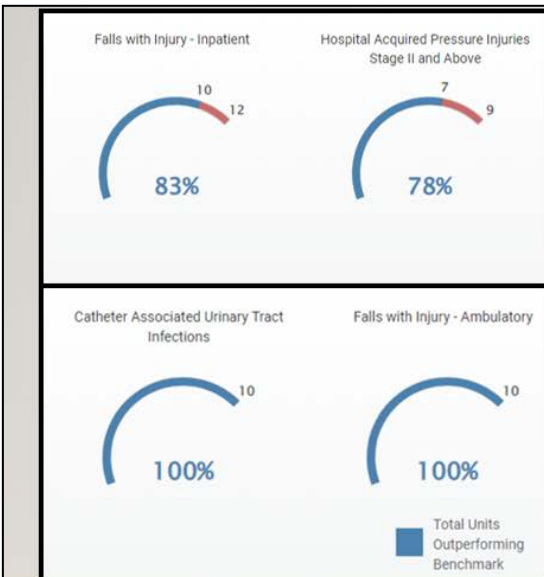 Falls with Injury - Inpatient
10
12
83%
Hospital Acquired Pressure Injuries
Stage II and Above
7
9
78%
Catheter Associated Urinary Tract
Infections
10
100%
Falls with Injury - Ambulatory
10
100%
Total Units
Outperforming
Benchmark